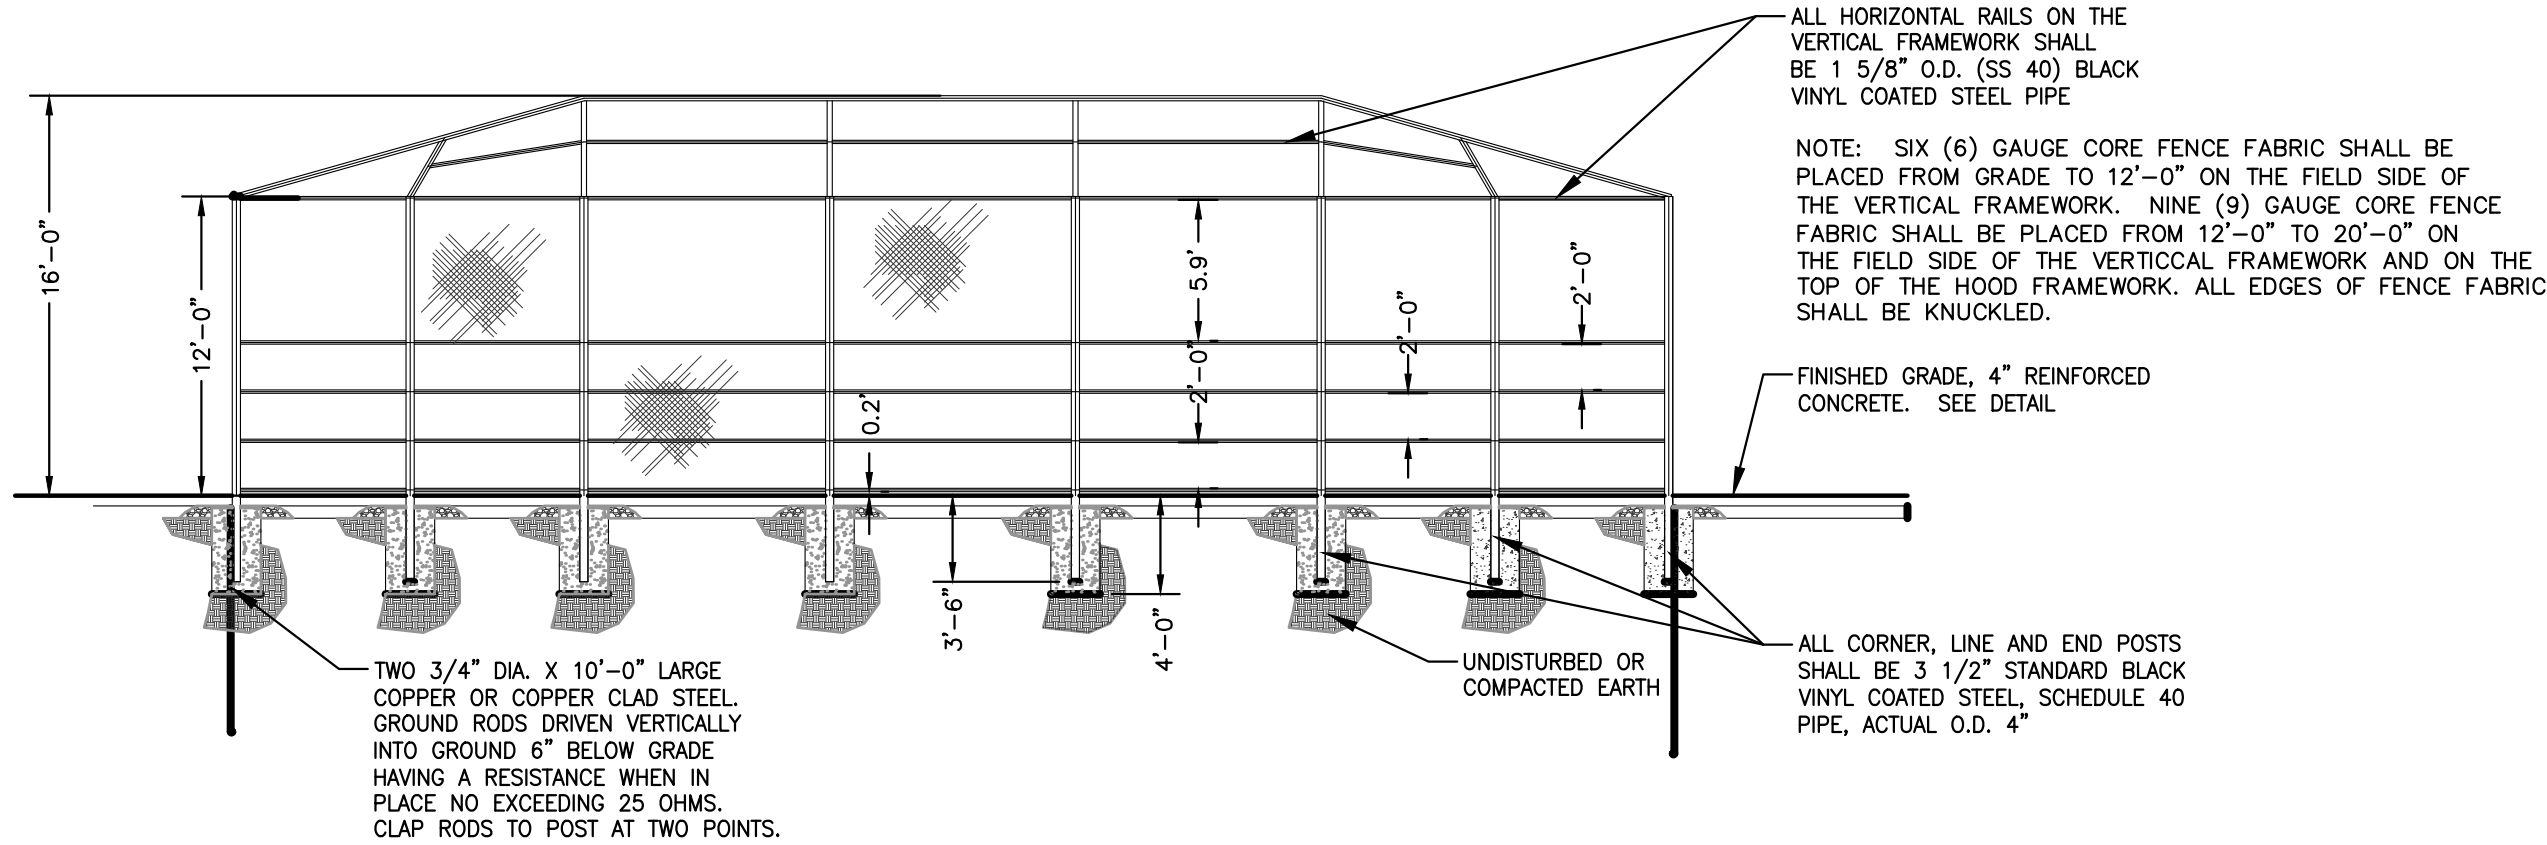 ALL HORIZONTAL RAILS ON THE
VERTICAL FRAMEWORK SHALL
BE 1 5/8" O.D. (SS 40) BLACK
VINYL COATED STEEL PIPE
NOTE: SIX (6) GAUGE CORE FENCE FABRIC SHALL BE
PLACED FROM GRADE TO 12'-0" ON THE FIELD SIDE OF
THE VERTICAL FRAMEWORK. NINE (9) GAUGE CORE FENCE
FABRIC SHALL BE PLACED FROM 12'-0" TO 20'-0" ON
THE FIELD SIDE OF THE VERTICCAL FRAMEWORK AND ON THE
TOP OF THE HOOD FRAMEWORK. ALL EDGES OF FENCE FABRIC
SHALL BE KNUCKLED.
16'-0"
12'-0"
5.9'
2'-0"
2'-0"
2'-0"
0.2'
FINISHED GRADE, 4" REINFORCED
CONCRETE. SEE DETAIL
3'-6"
4'-0"
TWO 3/4" DIA. X 10'-0" LARGE
COPPER OR COPPER CLAD STEEL.
GROUND RODS DRIVEN VERTICALLY
INTO GROUND 6" BELOW GRADE
HAVING A RESISTANCE WHEN IN
PLACE NO EXCEEDING 25 OHMS.
CLAP RODS TO POST AT TWO POINTS.
UNDISTURBED OR
COMPACTED EARTH
ALL CORNER, LINE AND END POSTS
SHALL BE 3 1/2" STANDARD BLACK
VINYL COATED STEEL, SCHEDULE 40
PIPE, ACTUAL O.D. 4"